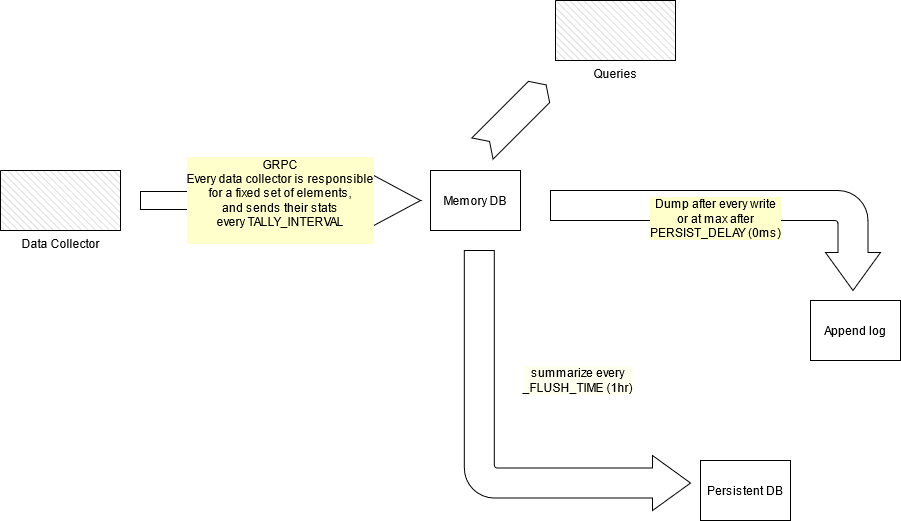 Queries
GRPC
Every data collector is responsible
for a fixed set of elements,
and sends their stats
every TALLY_INTERVAL
Data Collector
Memory DB
Dump after every write
or at max after
PERSIST_DELAY (0ms)
Append log
summarize every
_FLUSH_TIME (1hr)
Persistent DB